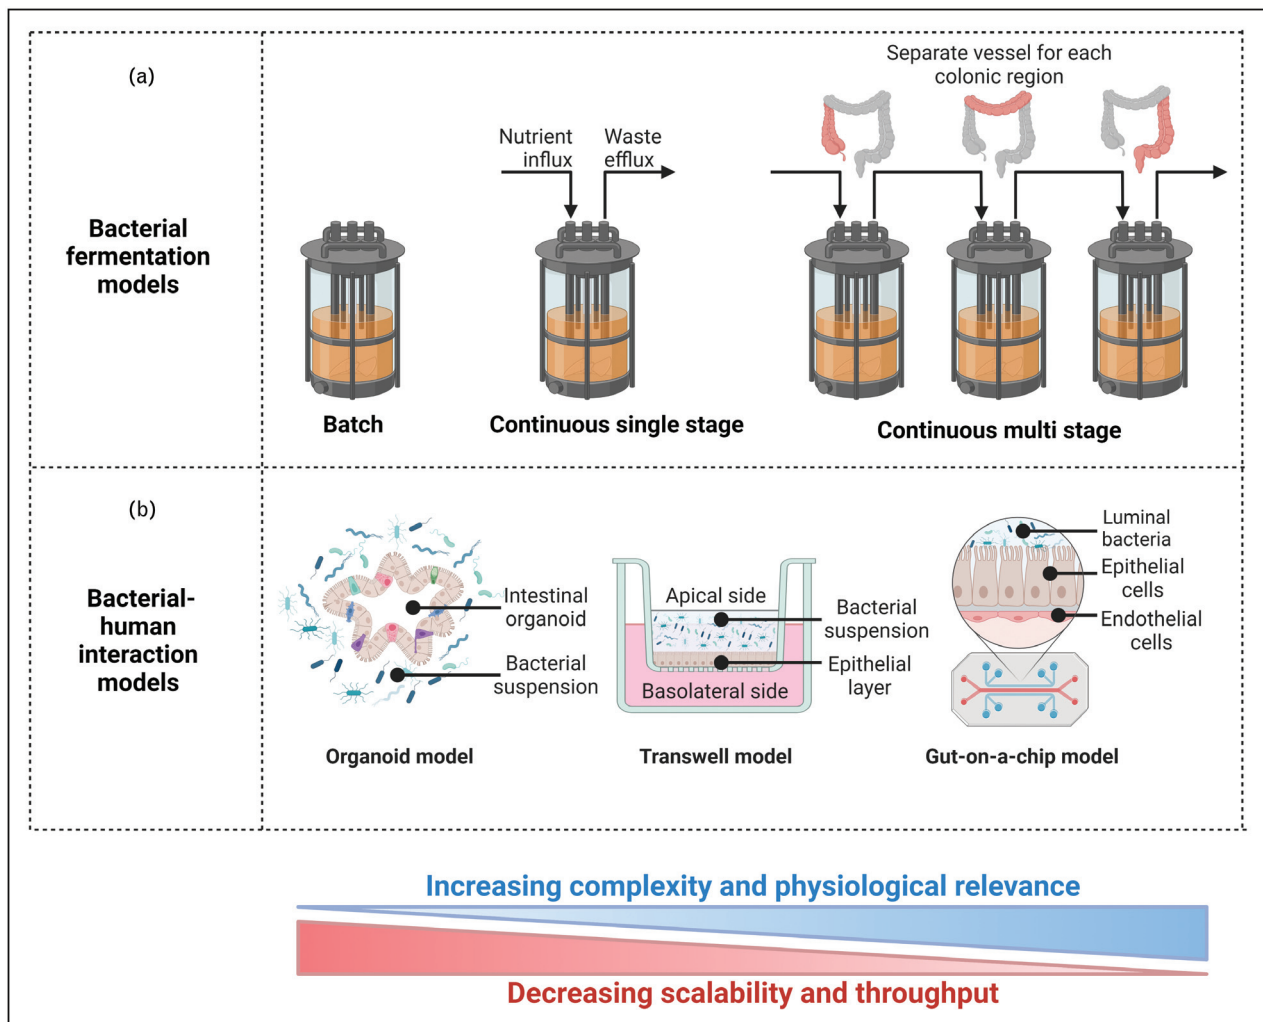 (a)
Bacterial
fermentation
models
Separate vessel for each
colonic region
Nutrient
influx
Waste
efflux
Batch
Continuous single stage
Continuous multi stage
(b)
Bacterial-
human
interaction
models
Intestinal
organoid
Bacterial
suspension
Organoid model
Apical side
Bacterial
suspension
Epithelial
layer
Basolateral side
Transwell model
Luminal
bacteria
Epithelial
cells
Endothelial
cells
Gut-on-a-chip model
Increasing complexity and physiological relevance
Decreasing scalability and throughput